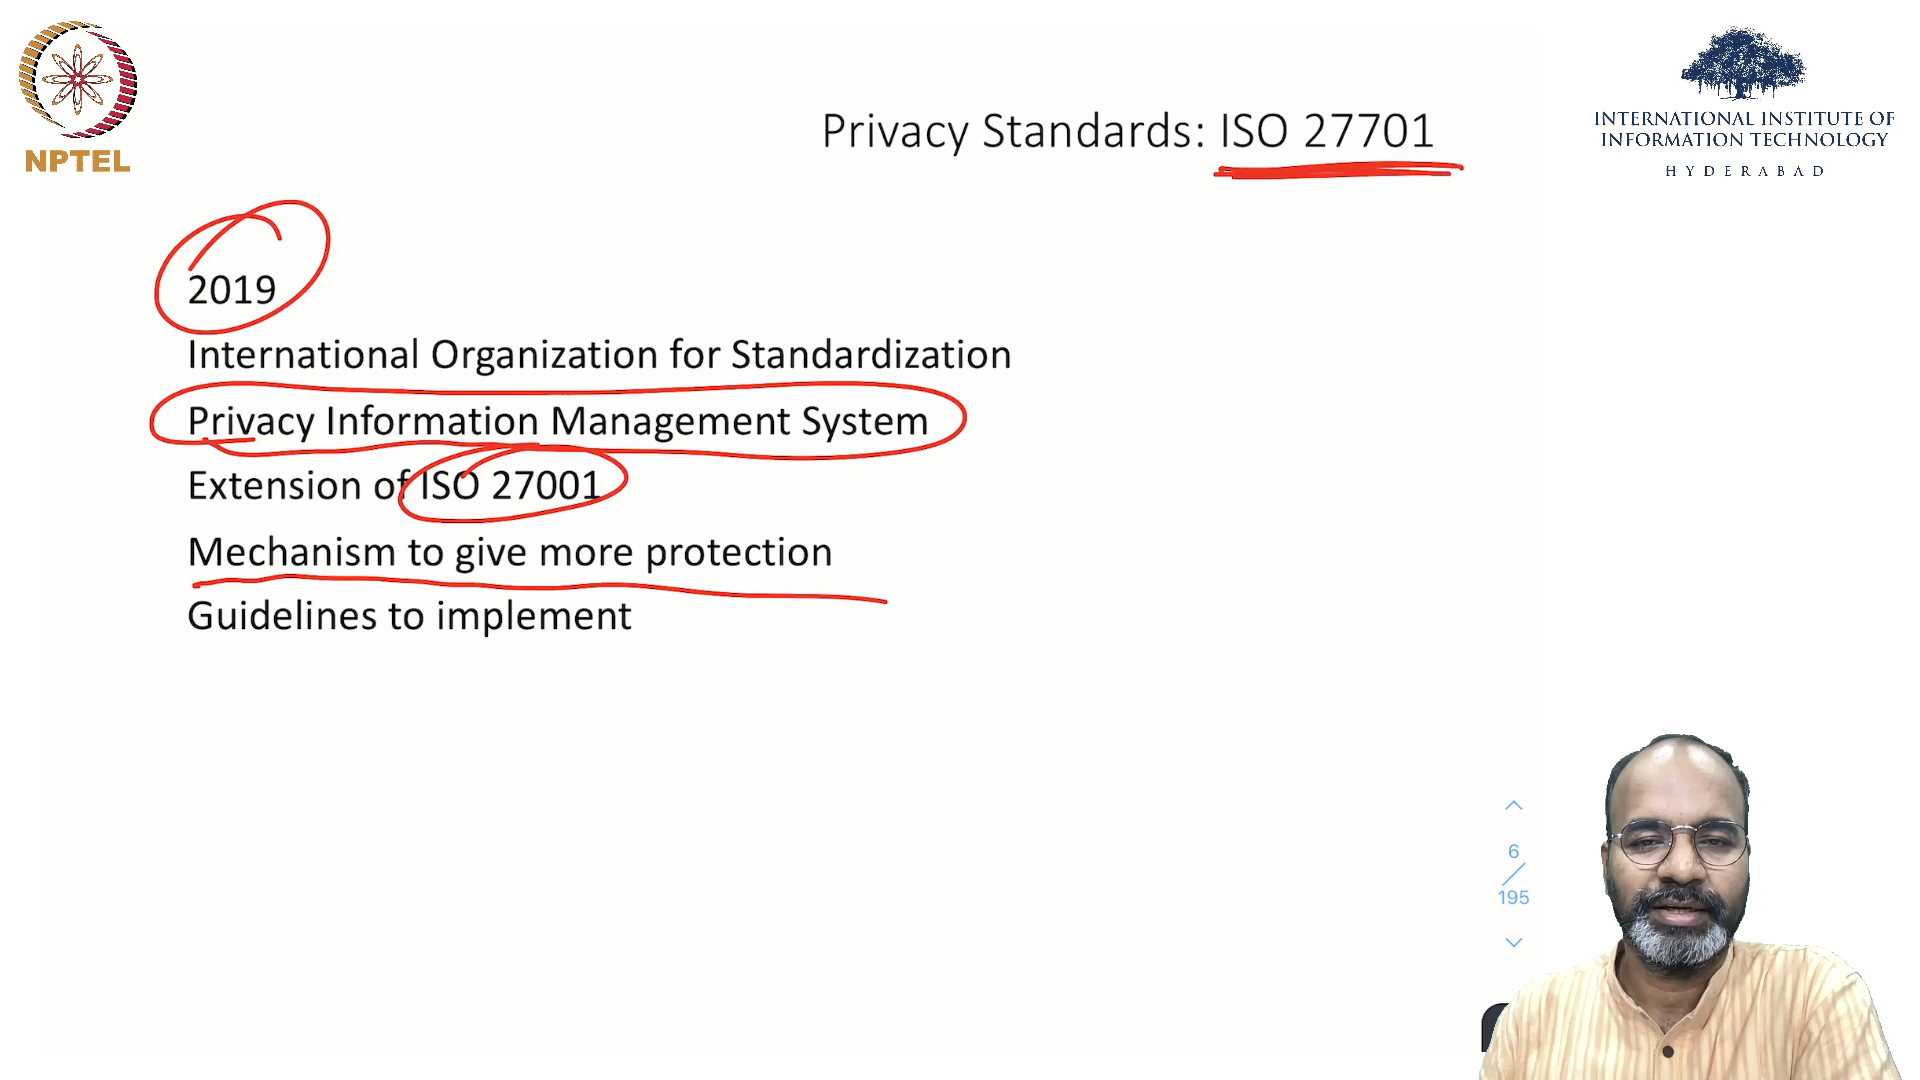 NPTEL
Privacy Standards: ISO 27701
INTERNATIONAL INSTITUTE OF
INFORMATION TECHNOLOGY
HYDERABAD
2019
International Organization for Standardization
Privacy Information Management System
Extension of ISO 27001
Mechanism to give more protection
Guidelines to implement
6
195